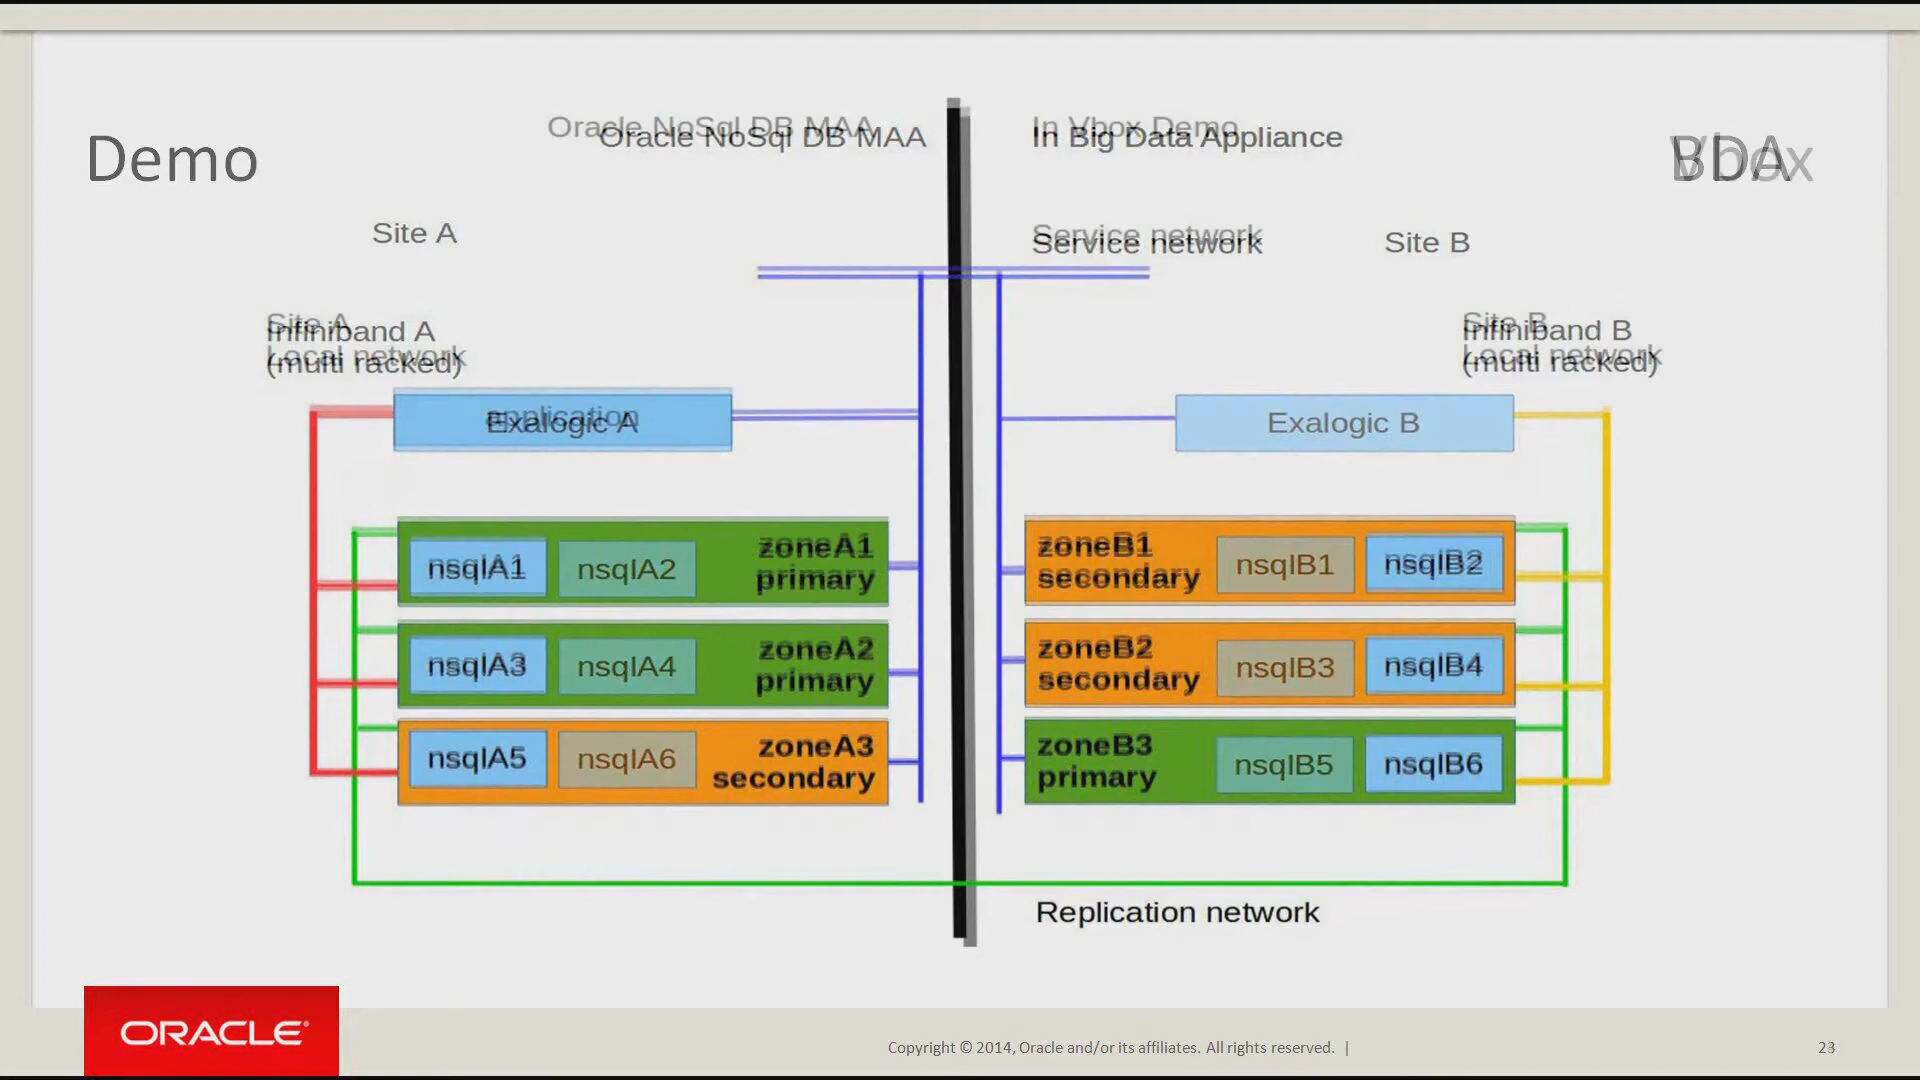 Oracle NoSql DB MAA
Oracle NoSql DB MAA
In Vbox Demo
In Big Data Appliance
Demo
BDA
Vbox
Site A
Service network
Service network
Site B
Site A
Local network
Infiniband A
(multi racked)
Site B
Local network
Infiniband B
(multi racked)
application
Exalogic A
Exalogic B
nsqlA1 nsqlA2 zoneA1
primary
zoneB1
secondary nsqlB1 nsqlB2
nsqlA3 nsqlA4 zoneA2
primary
zoneB2
secondary nsqlB3 nsqlB4
nsqlA5 nsqlA6 zoneA3
secondary
zoneB3
primary nsqlB5 nsqlB6
Replication network
ORACLE®
Copyright © 2014, Oracle and/or its affiliates. All rights reserved. |